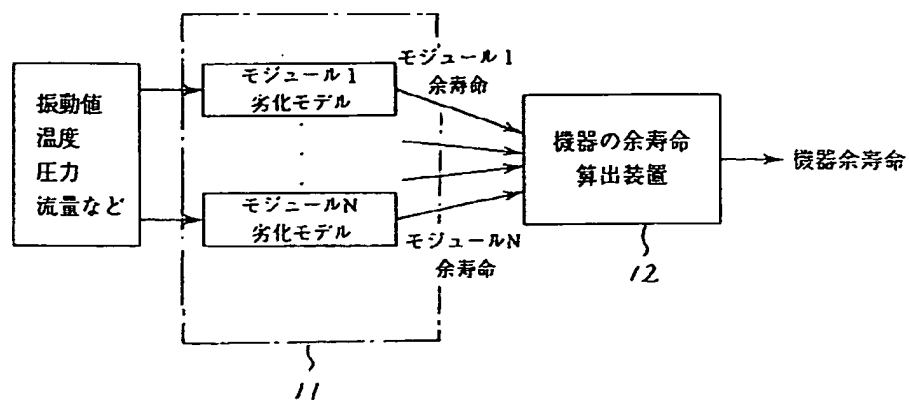 振動値
温度
圧力
流量など
モジュール1
劣化モデル
モジュール1
余寿命
モジュールN
劣化モデル
モジュールN
余寿命
機器の余寿命
算出装置
機器余寿命
11
12